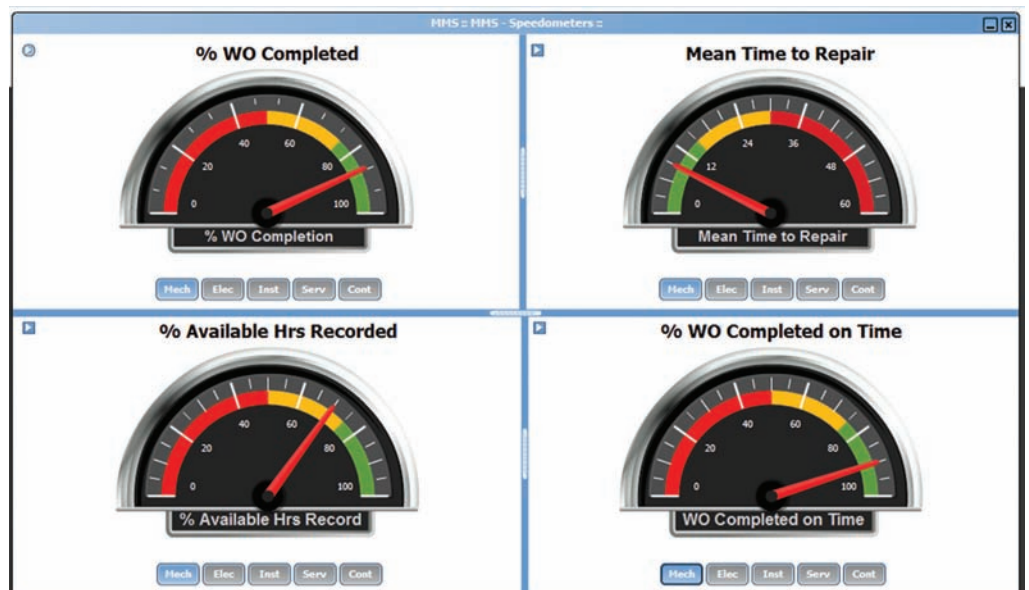 MMS :: MMS - Speedometers ::
% WO Completed
0 20 40 60 80 100
% WO Completion
Mech Elec Inst Serv Cont
Mean Time to Repair
0 12 24 36 48 60
Mean Time to Repair
Mech Elec Inst Serv Cont
% Available Hrs Recorded
0 20 40 60 80 100
% Available Hrs Record
Mech Elec Inst Serv Cont
% WO Completed on Time
0 20 40 60 80 100
WO Completed on Time
Mech Elec Inst Serv Cont